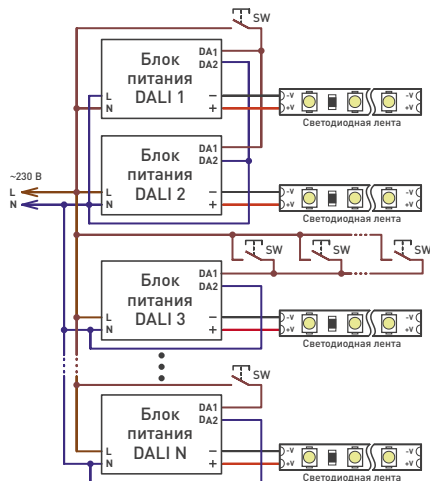 SW
Блок
питания
DALI 1
DA1
DA2
L
N
–
+
-V
+V
Светодиодная лента
~230 В
L
N
Блок
питания
DALI 2
DA1
DA2
L
N
–
+
-V
+V
Светодиодная лента
SW
SW
SW
Блок
питания
DALI 3
DA1
DA2
L
N
–
+
-V
+V
Светодиодная лента
SW
Блок
питания
DALI N
DA1
DA2
L
N
–
+
-V
+V
Светодиодная лента